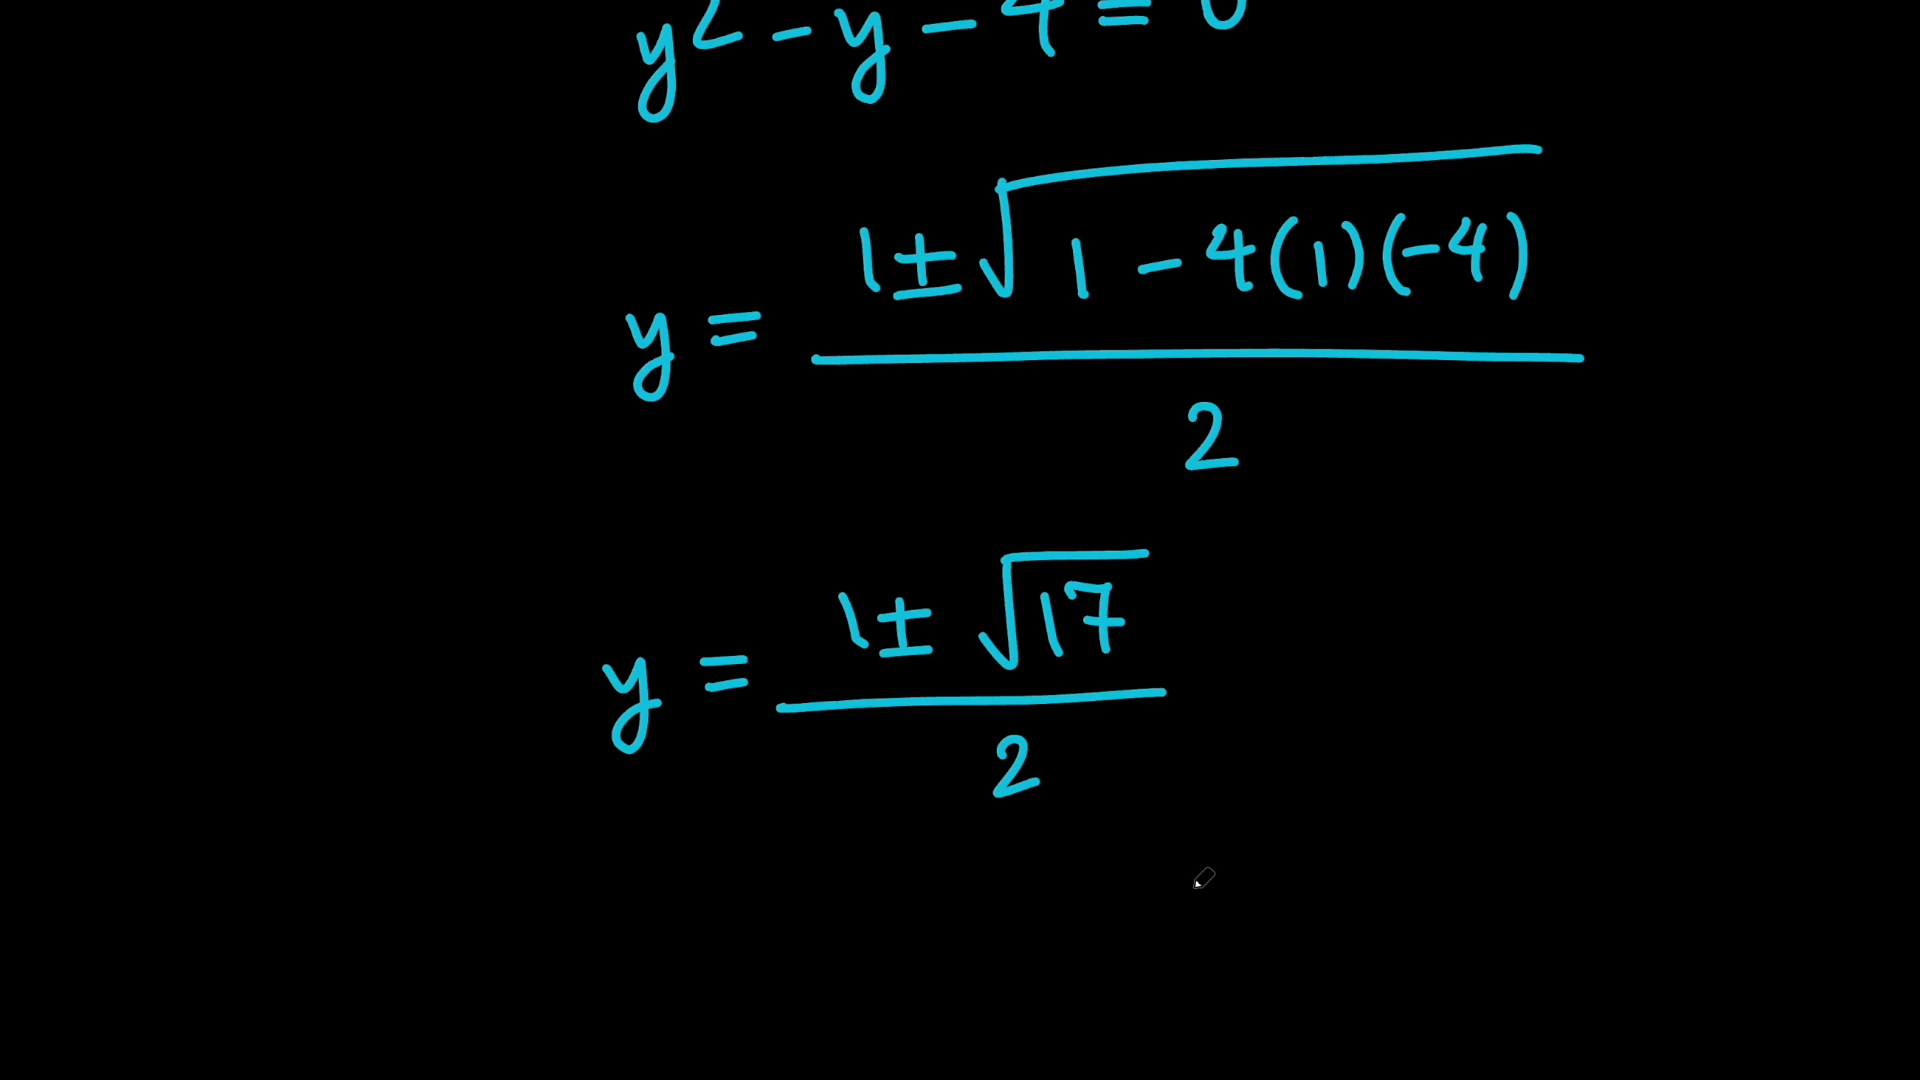 y² - y - 4 = 0
y = (1 ± √(1 - 4(1)(-4))) / 2
y = (1 ± √17) / 2